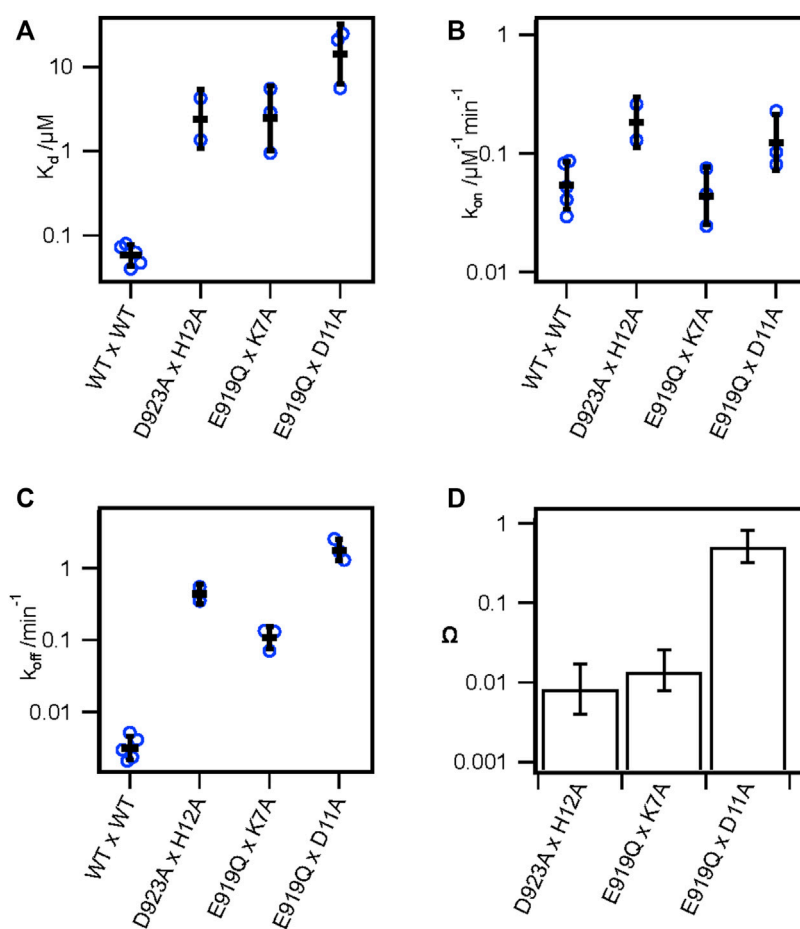 A
K_d /µM
10
1
0.1
WT x WT
D923A x H12A
E919Q x K7A
E919Q x D11A
B
k_on /µM⁻¹ min⁻¹
1
0.1
0.01
WT x WT
D923A x H12A
E919Q x K7A
E919Q x D11A
C
k_off /min⁻¹
1
0.1
0.01
WT x WT
D923A x H12A
E919Q x K7A
E919Q x D11A
D
Ω
1
0.1
0.01
0.001
D923A x H12A
E919Q x K7A
E919Q x D11A